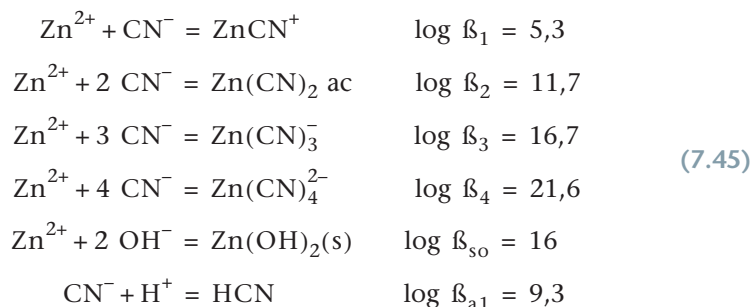 Zn²⁺ + CN⁻ = ZnCN⁺ log ß₁ = 5,3
Zn²⁺ + 2 CN⁻ = Zn(CN)₂ ac log ß₂ = 11,7
Zn²⁺ + 3 CN⁻ = Zn(CN)₃⁻ log ß₃ = 16,7
(7.45)
Zn²⁺ + 4 CN⁻ = Zn(CN)₄²⁻ log ß₄ = 21,6
Zn²⁺ + 2 OH⁻ = Zn(OH)₂(s) log ßₛₒ = 16
CN⁻ + H⁺ = HCN log ßₐ₁ = 9,3